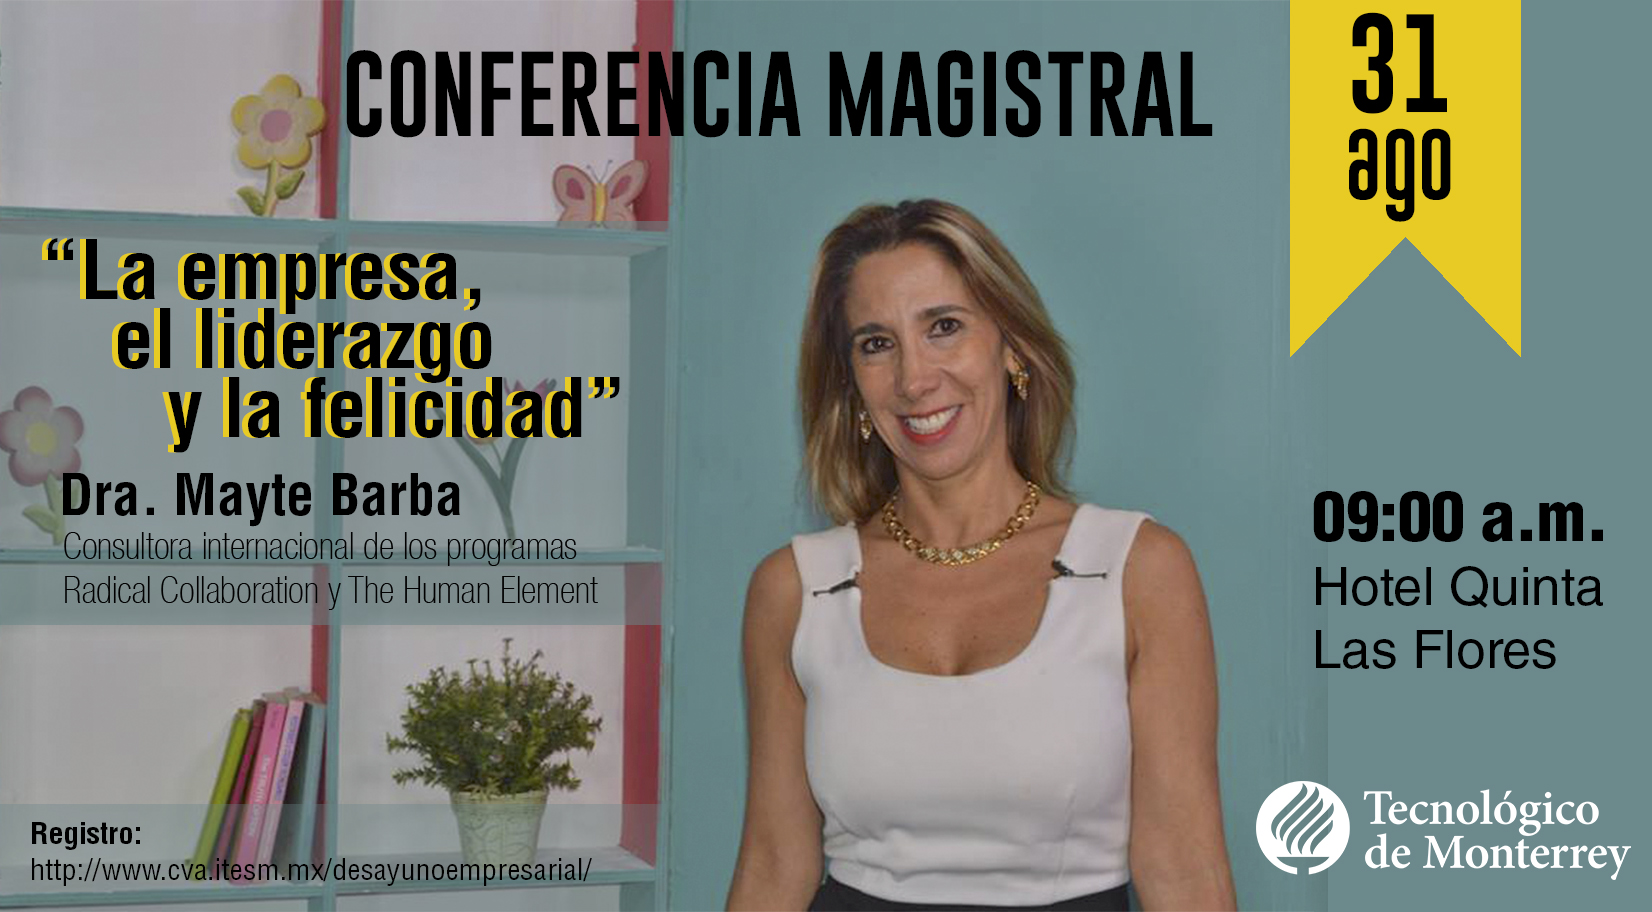 CONFERENCIA MAGISTRAL
31
ago
“La empresa,
el liderazgo
y la felicidad”
Dra. Mayte Barba
Consultora internacional de los programas
Radical Collaboration y The Human Element
09:00 a.m.
Hotel Quinta
Las Flores
Registro:
http://www.cva.itesm.mx/desayunoempresarial/
Tecnológico
de Monterrey